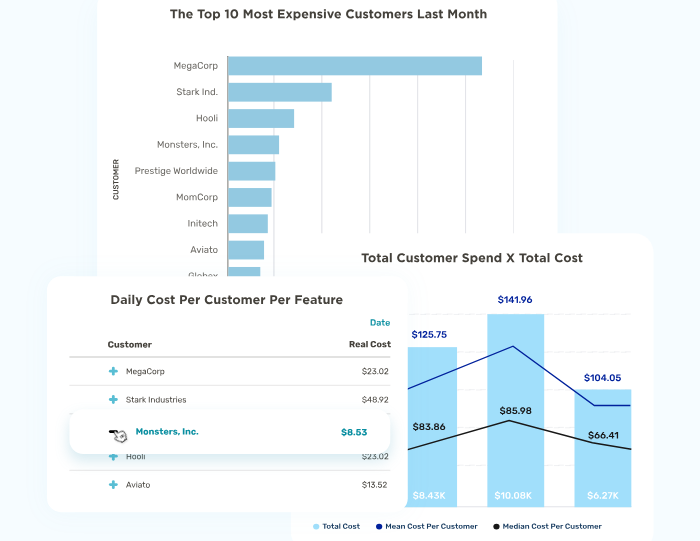 The Top 10 Most Expensive Customers Last Month
CUSTOMER
MegaCorp
Stark Ind.
Hooli
Monsters, Inc.
Prestige Worldwide
MomCorp
Initech
Aviato
Globex
Total Customer Spend X Total Cost
$125.75
$141.96
$104.05
$83.86
$85.98
$66.41
$8.43K
$10.08K
$6.27K
Total Cost
Mean Cost Per Customer
Median Cost Per Customer
Daily Cost Per Customer Per Feature
Date
Customer Real Cost
MegaCorp $23.02
Stark Industries $48.92
Monsters, Inc. $8.53
Hooli $23.02
Aviato $13.52